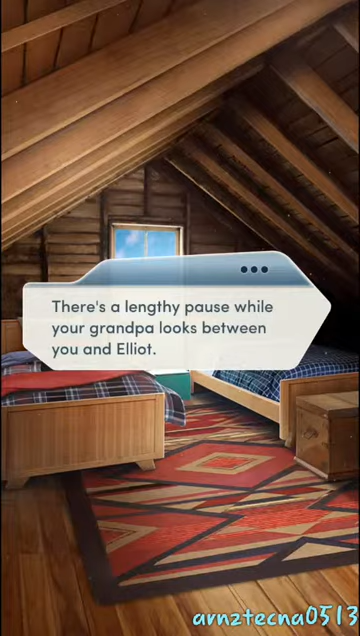 There's a lengthy pause while
your grandpa looks between
you and Elliot.
arnztecna0513